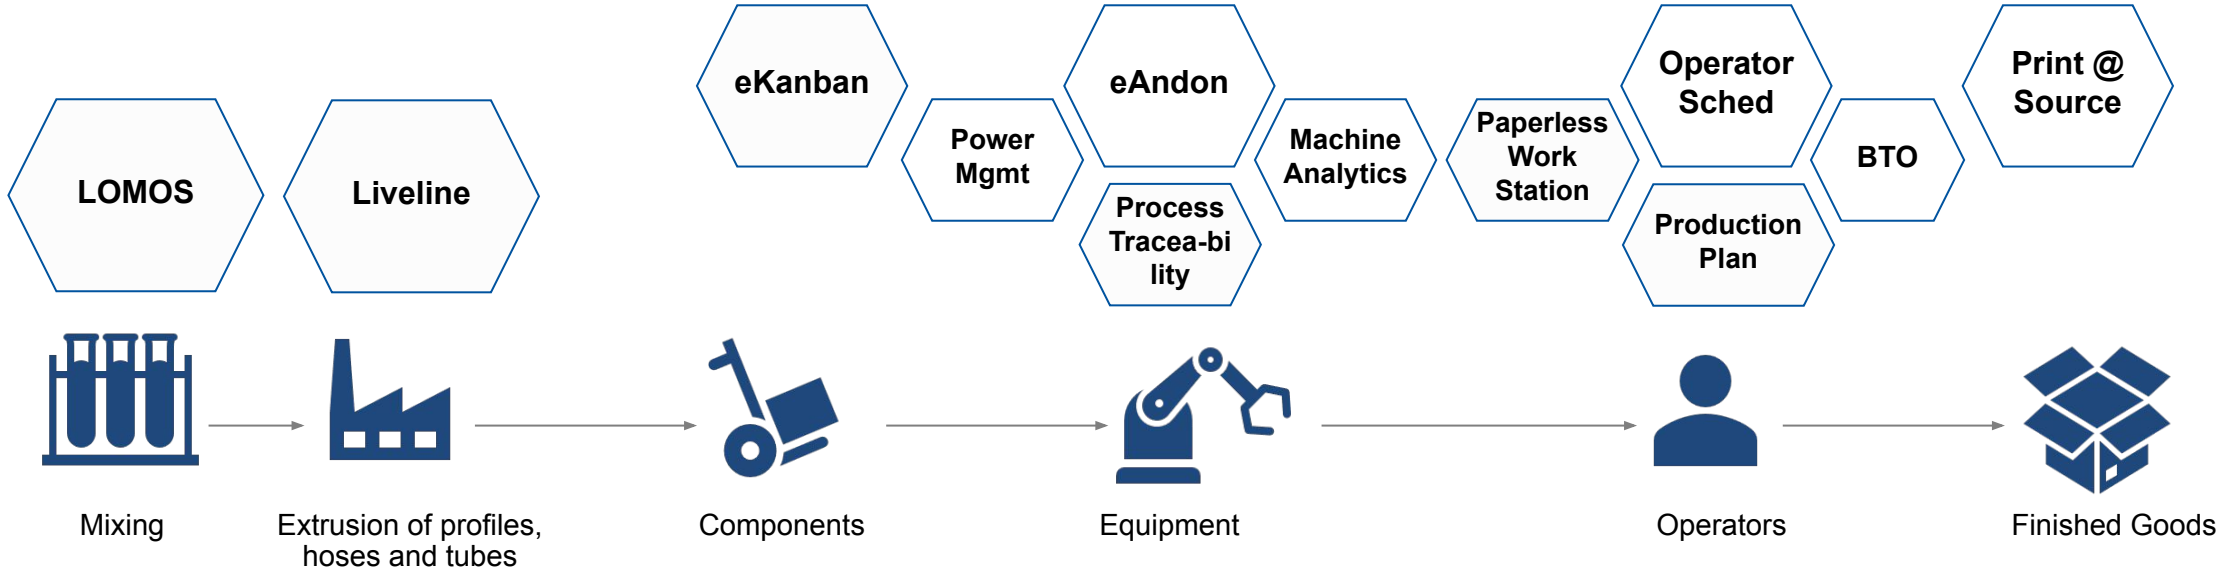 LOMOS
Liveline
eKanban
Power
Mgmt
eAndon
Process
Tracea-bi
lity
Machine
Analytics
Paperless
Work
Station
Operator
Sched
Production
Plan
BTO
Print @
Source
Mixing
Extrusion of profiles,
hoses and tubes
Components
Equipment
Operators
Finished Goods